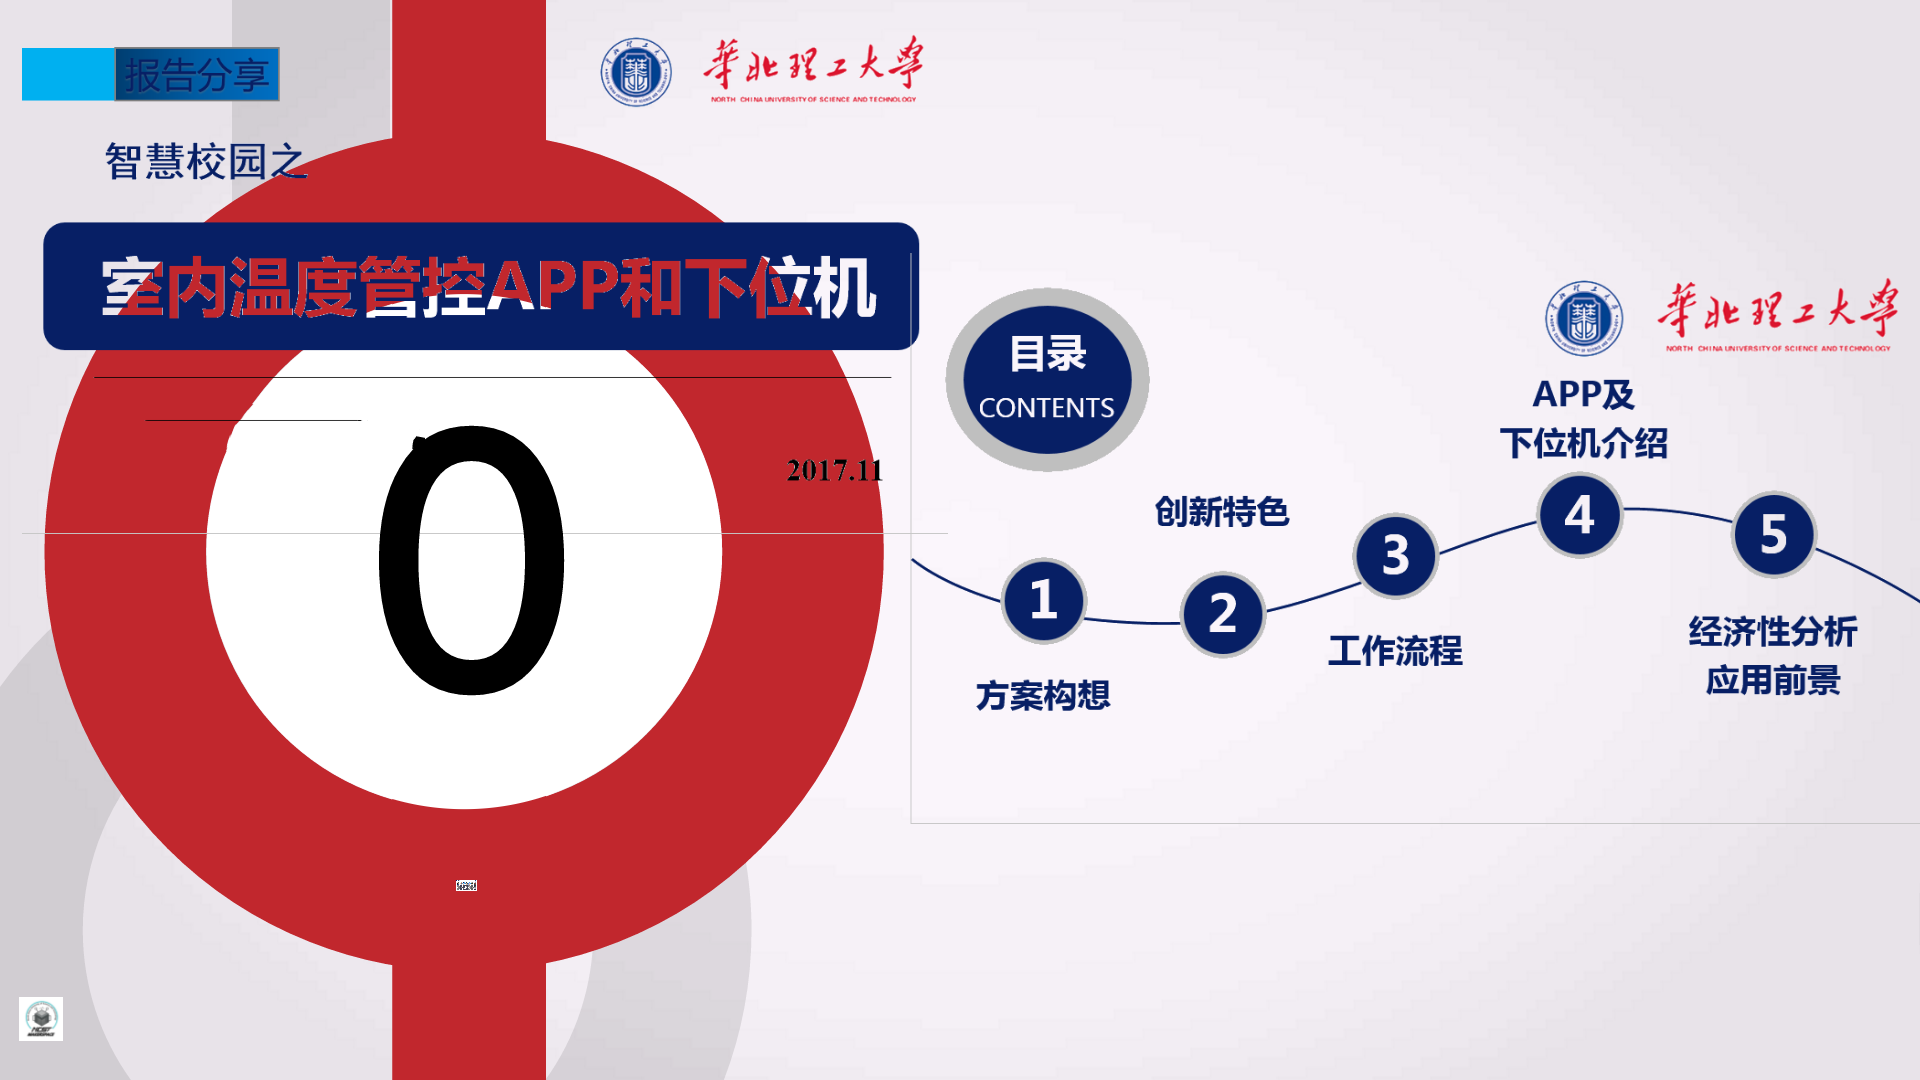 报告分享
華北理工大學
NORTH CHINA UNIVERSITY OF SCIENCE AND TECHNOLOGY
智慧校园之
室内温度管控APP和下位机
0
2017.11
目录
CONTENTS
華北理工大學
NORTH CHINA UNIVERSITY OF SCIENCE AND TECHNOLOGY
1
方案构想
创新特色
2
3
工作流程
APP及
下位机介绍
4
5
经济性分析
应用前景